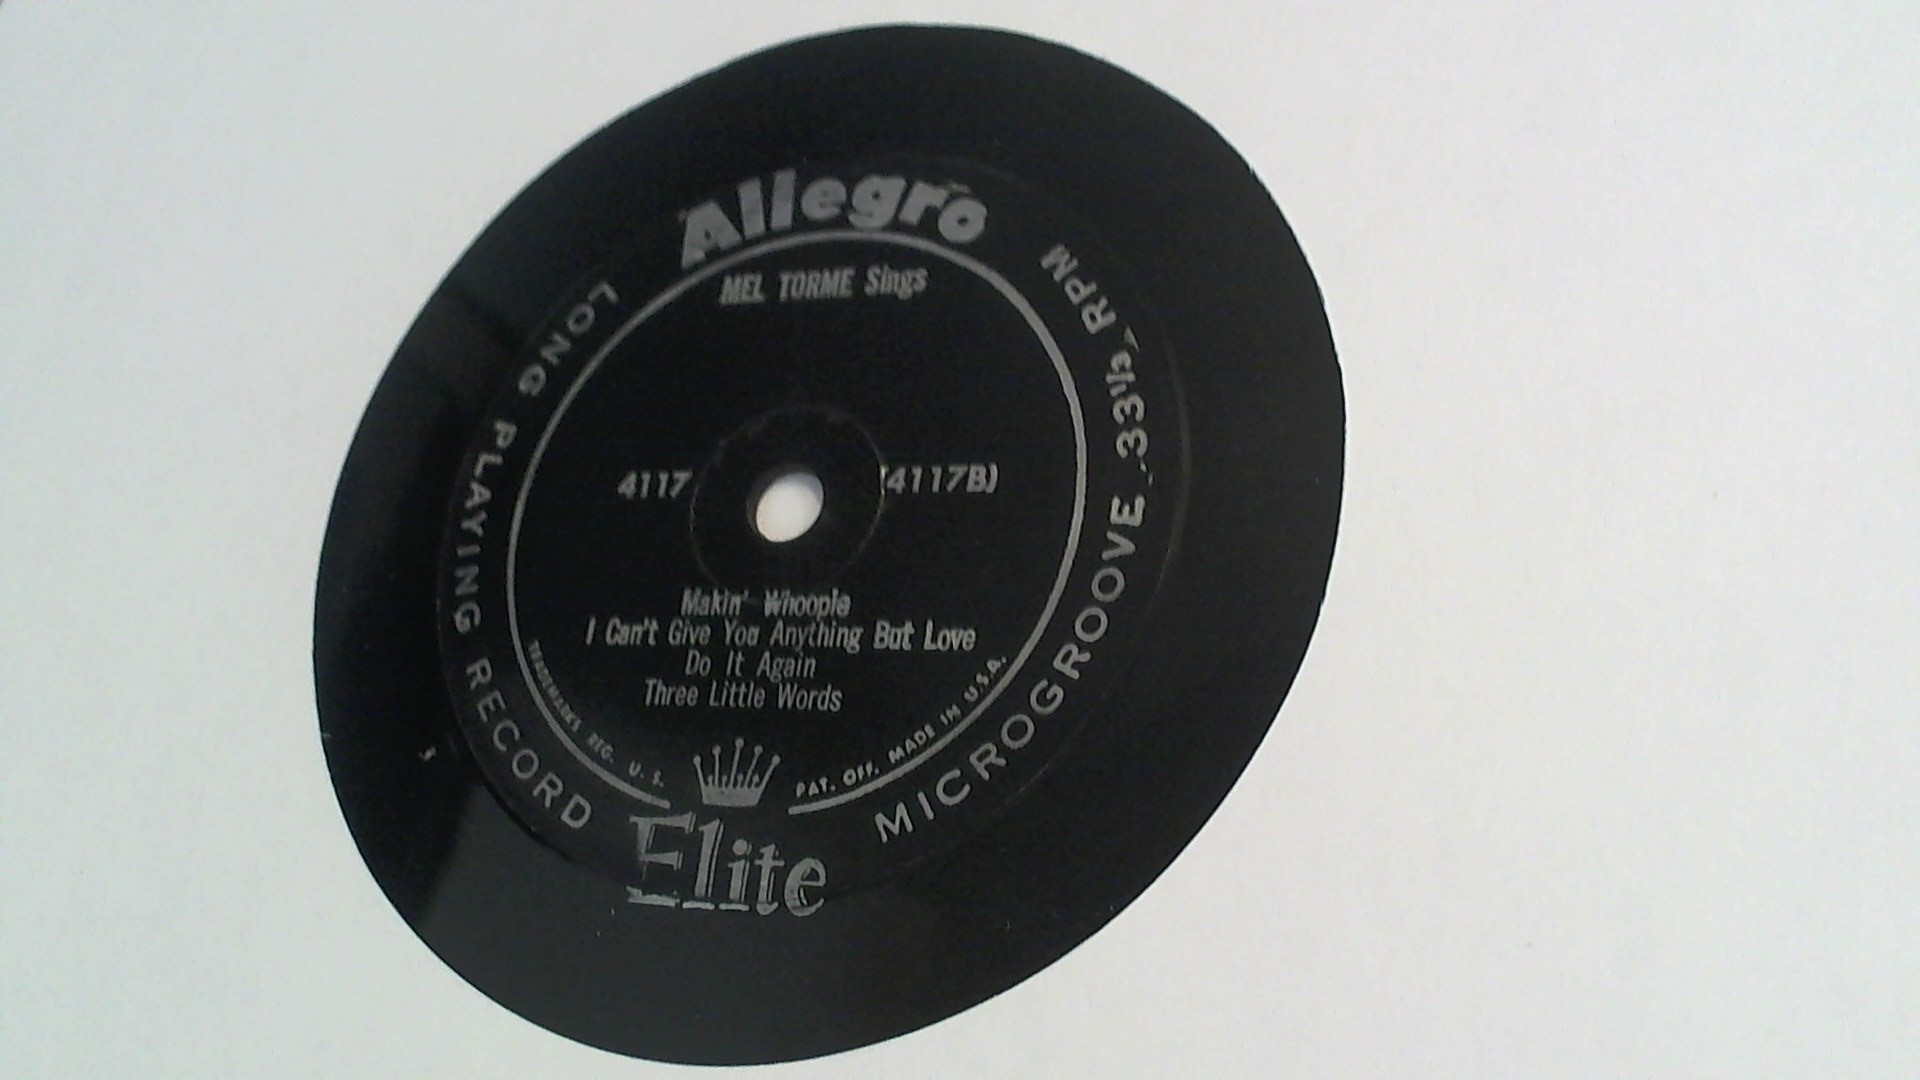 Allegro
MEL TORME Sings
LONG PLAYING RECORD
MICROGROOVE 33⅓ RPM
4117
(4117B)
Makin' Whoopie
I Can't Give You Anything But Love
Do It Again
Three Little Words
TRADEMARKS REG. U. S.
PAT. OFF. MADE IN U.S.A.
Elite